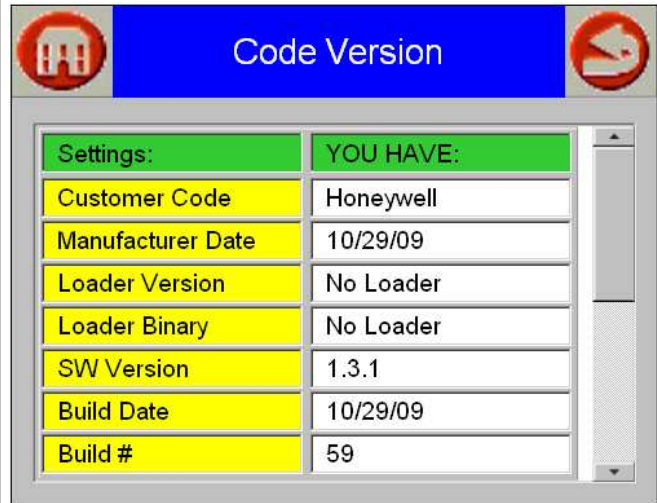 Code Version
Settings: YOU HAVE:
Customer Code Honeywell
Manufacturer Date 10/29/09
Loader Version No Loader
Loader Binary No Loader
SW Version 1.3.1
Build Date 10/29/09
Build # 59